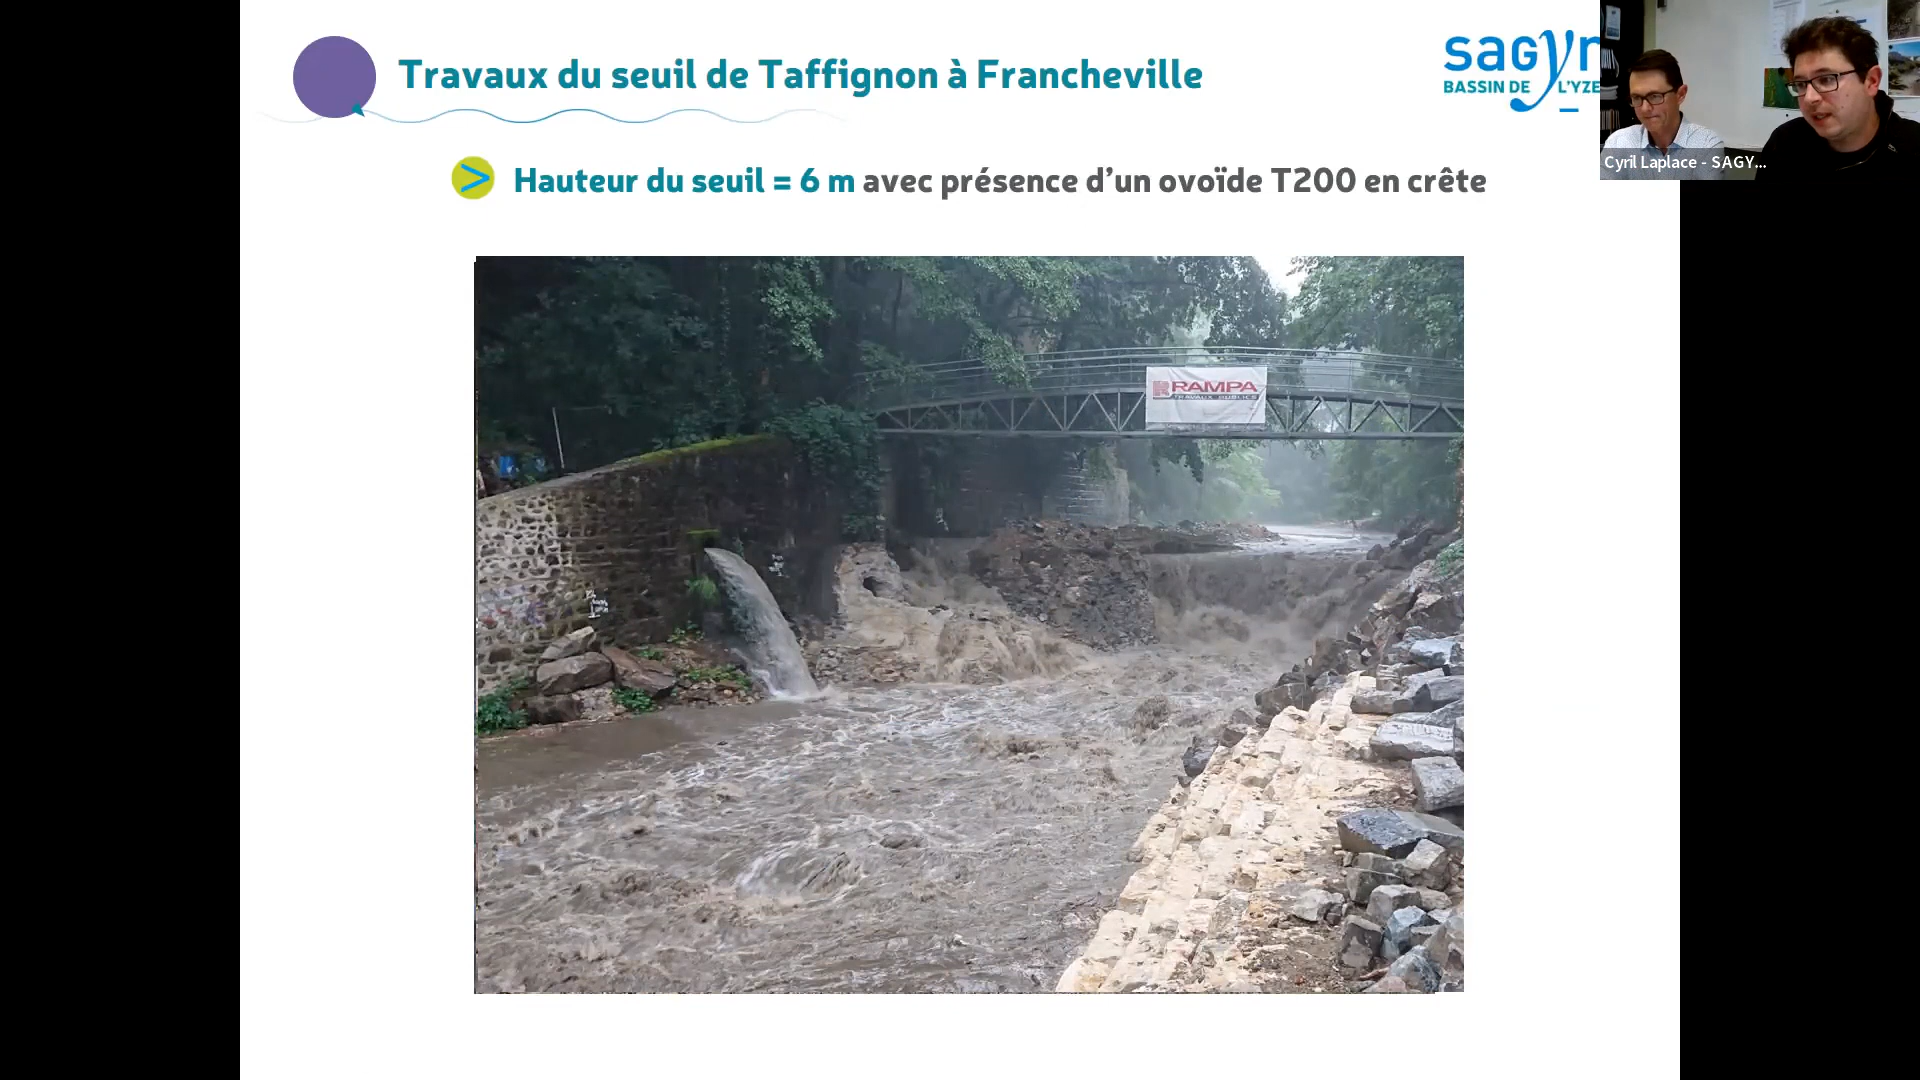 Travaux du seuil de Taffignon à Francheville
sagyr
BASSIN DE L'YZE
Cyril Laplace - SAGY...
> Hauteur du seuil = 6 m avec présence d'un ovoïde T200 en crête
RAMPA
TRAVAUX PUBLICS